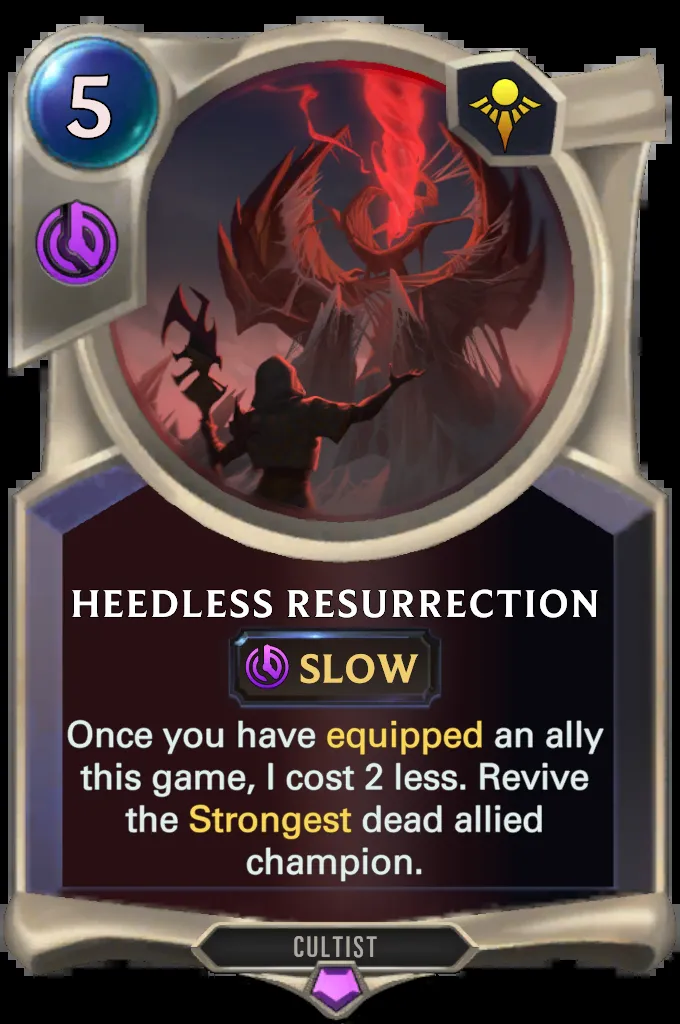 5
HEEDLESS RESURRECTION
SLOW
Once you have equipped an ally
this game, I cost 2 less. Revive
the Strongest dead allied
champion.
CULTIST